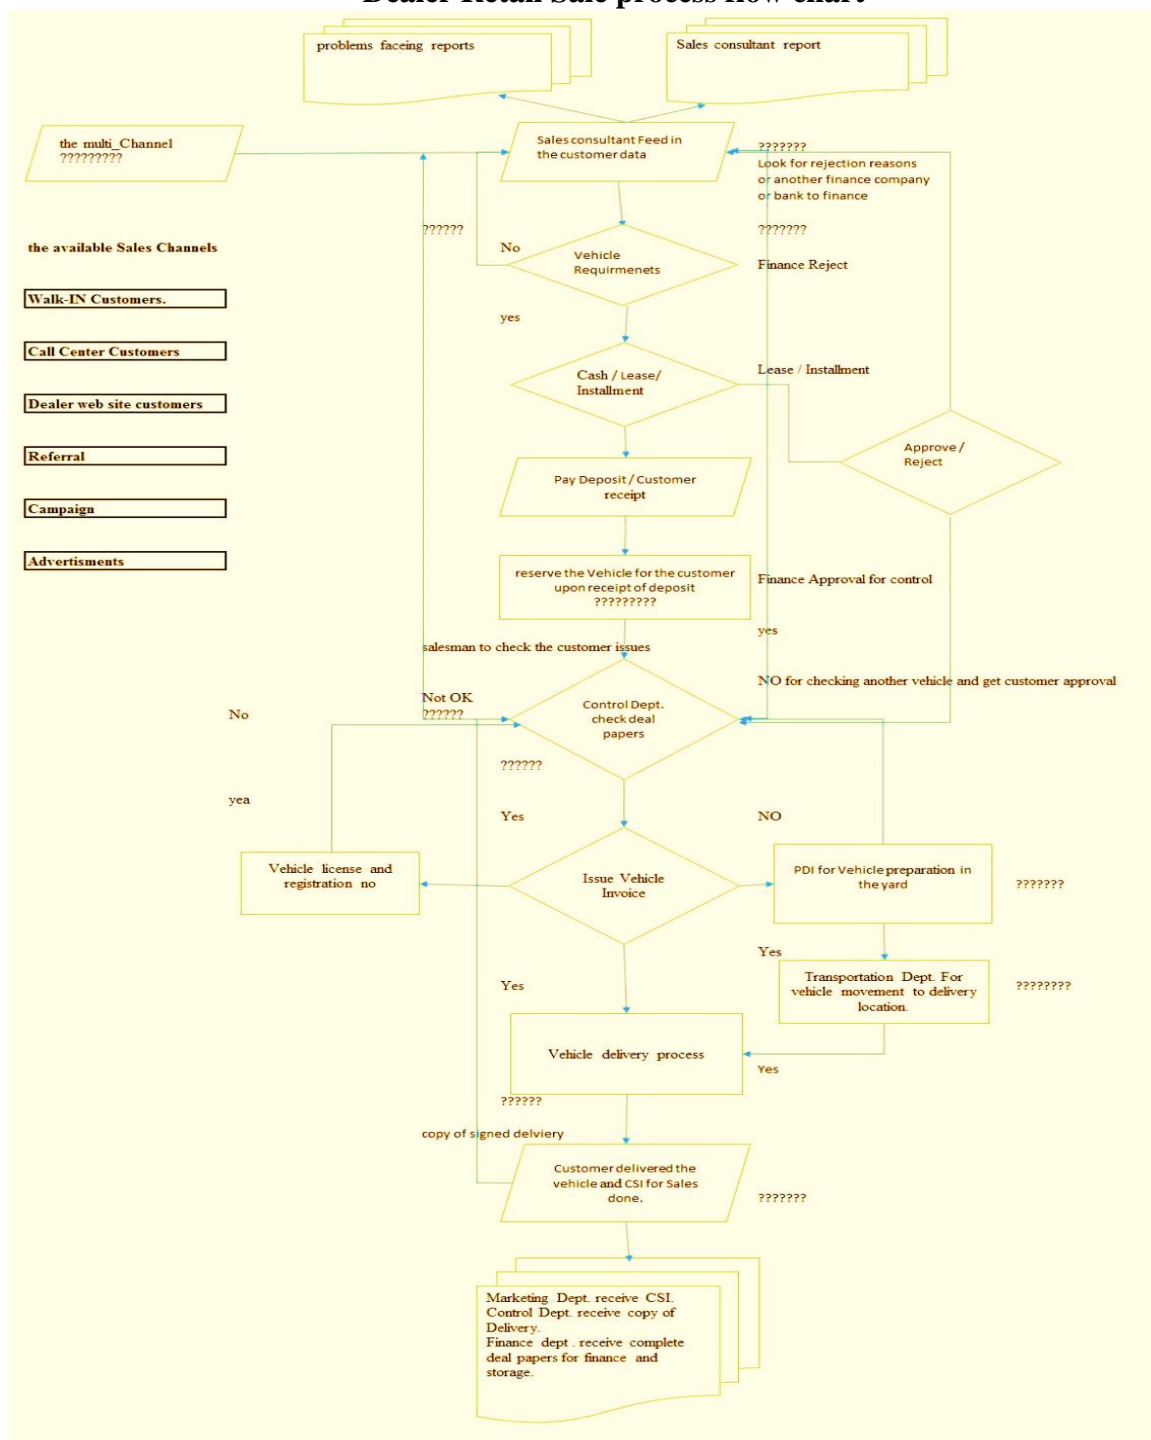 Dealer Retail Sale process flow chart
problems faceing reports
Sales consultant report
the multi_Channel
?????????
Sales consultant Feed in
the customer data
???????
Look for rejection reasons
or another finance company
or bank to finance
??????
???????
the available Sales Channels
No
Vehicle
Requirmenets
Finance Reject
Walk-IN Customers.
yes
Call Center Customers
Cash / Lease/
Installment
Lease / Installment
Dealer web site customers
Referral
Approve /
Reject
Pay Deposit / Customer
receipt
Campaign
Advertisments
reserve the Vehicle for the customer
upon receipt of deposit
?????????
Finance Approval for control
yes
salesman to check the customer issues
NO for checking another vehicle and get customer approval
Not OK
??????
No
Control Dept.
check deal
papers
??????
yea
Yes
NO
Vehicle license and
registration no
Issue Vehicle
Invoice
PDI for Vehicle preparation in
the yard
???????
Yes
Yes
Transportation Dept. For
vehicle movement to delivery
location.
????????
Vehicle delivery process
Yes
??????
copy of signed delviery
Customer delivered the
vehicle and CSI for Sales
done.
???????
Marketing Dept. receive CSI.
Control Dept. receive copy of
Delivery.
Finance dept . receive complete
deal papers for finance and
storage.